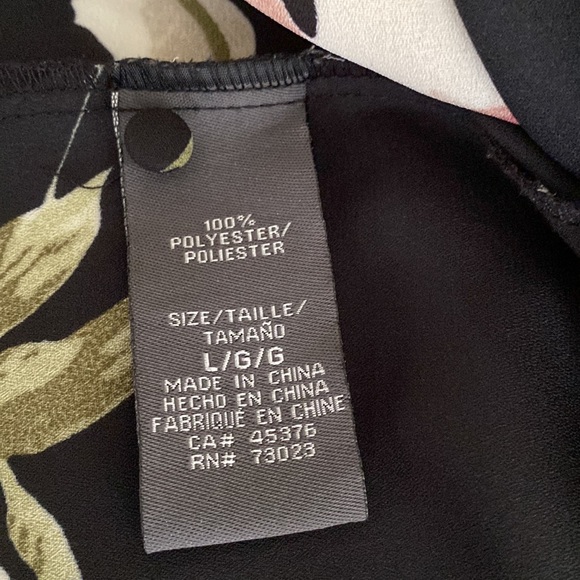 100%
POLYESTER/
POLIESTER
SIZE/TAILLE/
TAMAÑO
L/G/G
MADE IN CHINA
HECHO EN CHINA
FABRIQUÉ EN CHINE
CA# 45376
RN# 73023